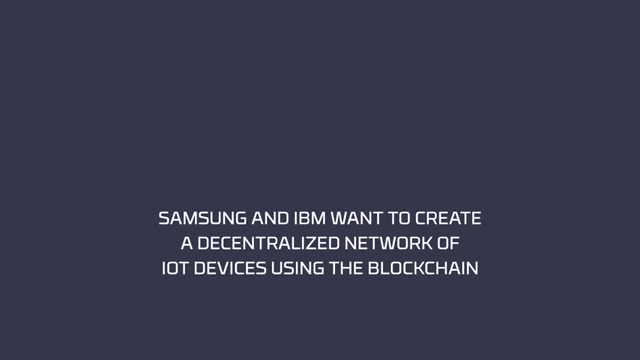 SAMSUNG AND IBM WANT TO CREATE
A DECENTRALIZED NETWORK OF
IOT DEVICES USING THE BLOCKCHAIN